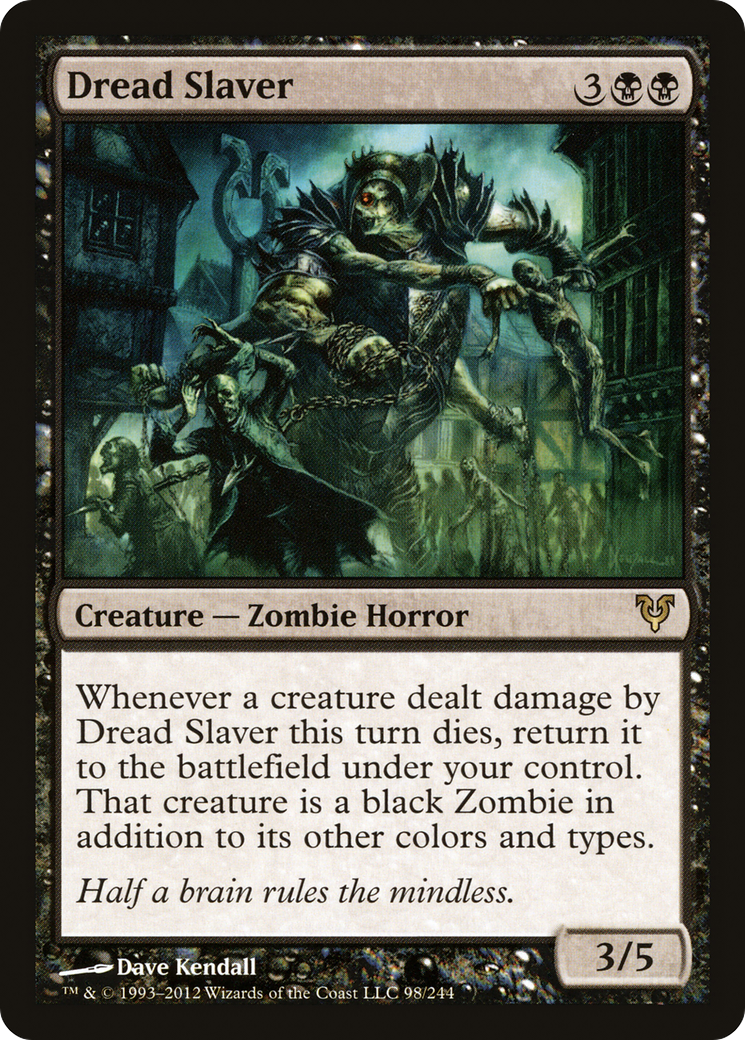 Dread Slaver 3
Whenever a creature dealt damage by
Dread Slaver this turn dies, return it
to the battlefield under your control.
That creature is a black Zombie in
addition to its other colors and types.
Half a brain rules the mindless.
Creature — Zombie Horror
3/5
Dave Kendall
™ & © 1993–2012 Wizards of the Coast LLC 98/244